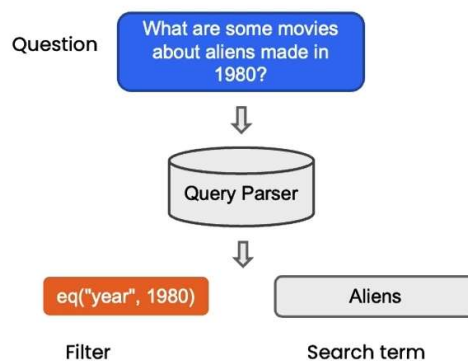 Question
What are some movies
about aliens made in
1980?
Query Parser
eq("year", 1980)
Aliens
Filter
Search term